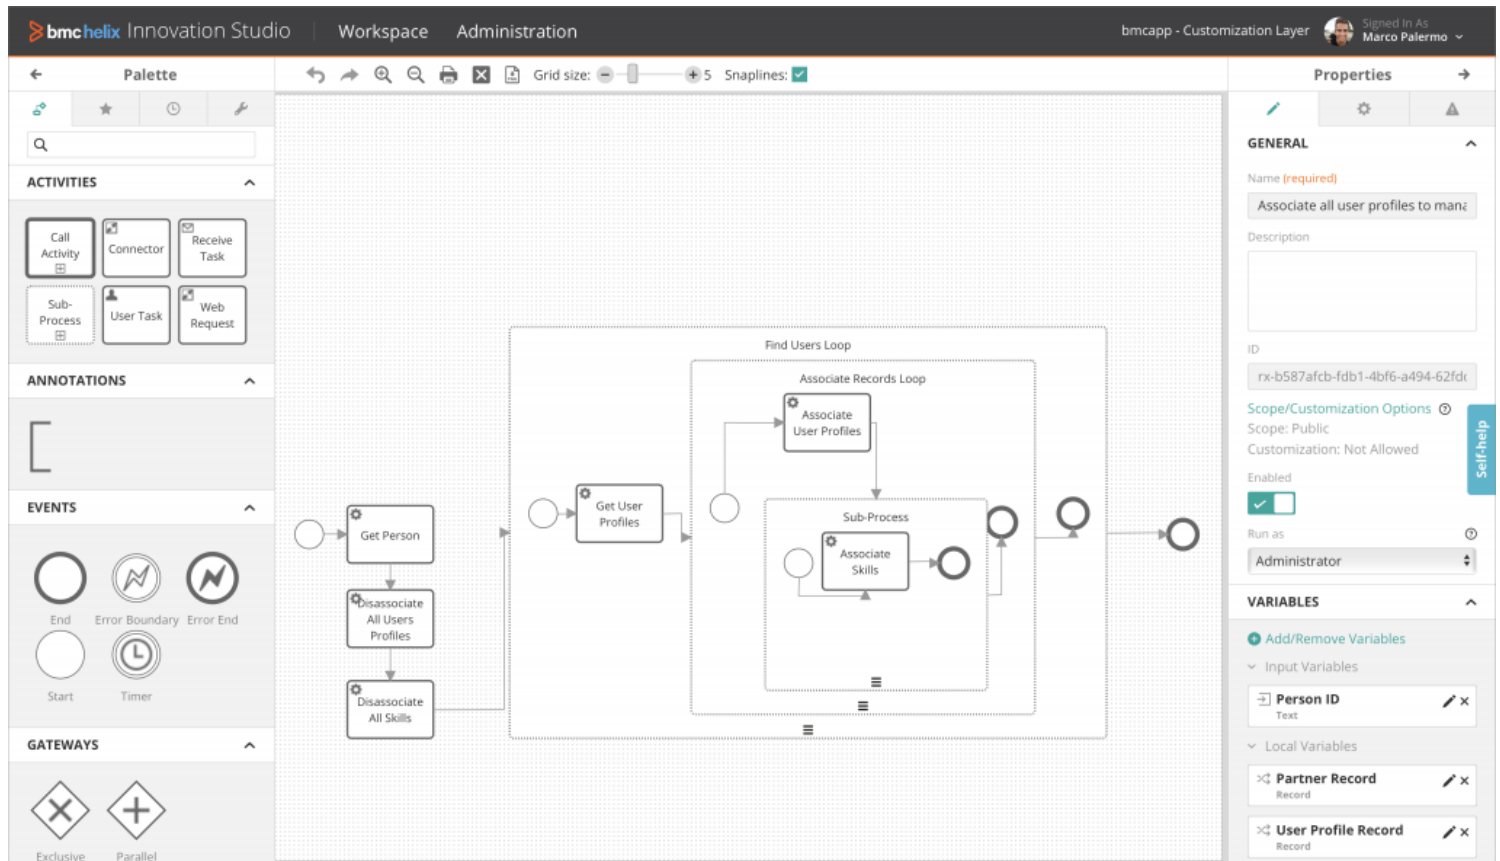 bmchelix Innovation Studio
Workspace
Administration
bmcapp - Customization Layer
Signed In As
Marco Palermo
Palette
Grid size:
5
Snaplines:
Properties
ACTIVITIES
Call
Activity
Connector
Receive
Task
Sub-
Process
User Task
Web
Request
ANNOTATIONS
EVENTS
End
Error Boundary
Error End
Start
Timer
GATEWAYS
Exclusive
Parallel
Get Person
Disassociate
All Users
Profiles
Disassociate
All Skills
Find Users Loop
Get User
Profiles
Associate Records Loop
Associate
User Profiles
Sub-Process
Associate
Skills
GENERAL
Name (required)
Associate all user profiles to mana
Description
ID
rx-b587afcb-fdb1-4bf6-a494-62fd
Scope/Customization Options
Scope: Public
Customization: Not Allowed
Enabled
Run as
Administrator
Self-help
VARIABLES
Add/Remove Variables
Input Variables
Person ID
Text
Local Variables
Partner Record
Record
User Profile Record
Record